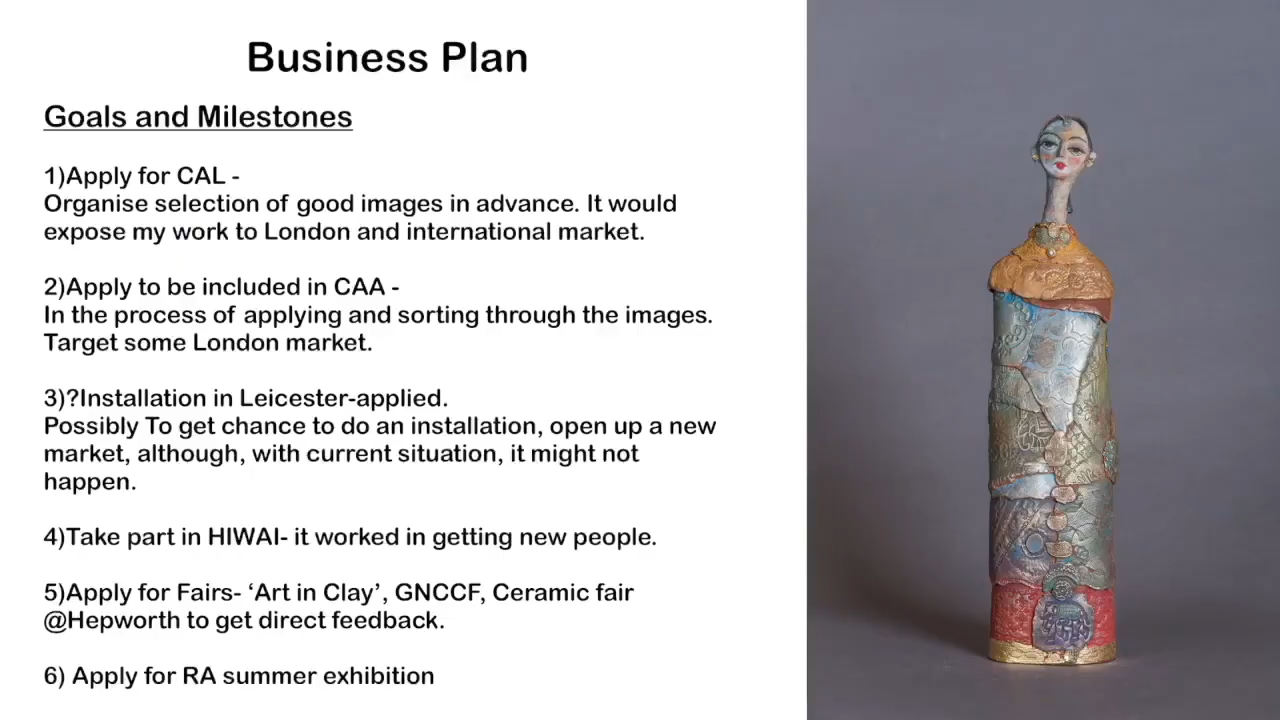 Business Plan
Goals and Milestones
1)Apply for CAL -
Organise selection of good images in advance. It would
expose my work to London and international market.
2)Apply to be included in CAA -
In the process of applying and sorting through the images.
Target some London market.
3)?Installation in Leicester-applied.
Possibly To get chance to do an installation, open up a new
market, although, with current situation, it might not
happen.
4)Take part in HIWAI- it worked in getting new people.
5)Apply for Fairs- ‘Art in Clay’, GNCCF, Ceramic fair
@Hepworth to get direct feedback.
6) Apply for RA summer exhibition